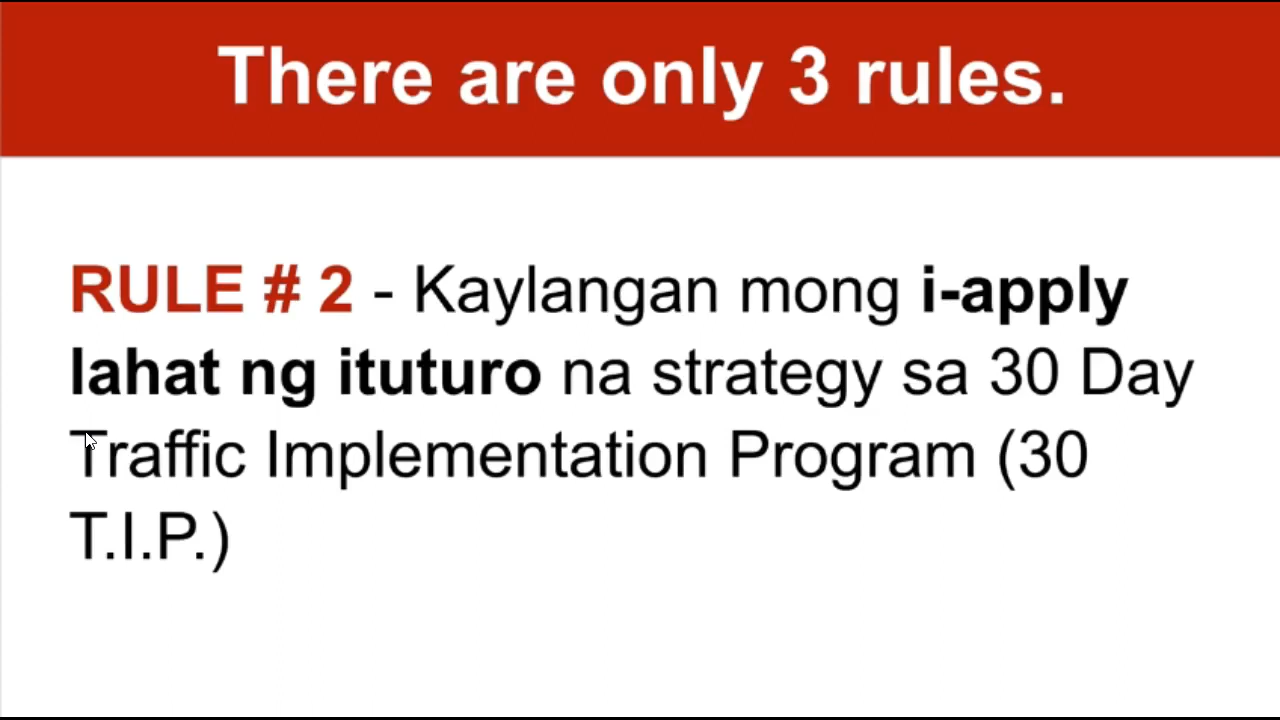 There are only 3 rules.
RULE # 2 - Kaylangan mong i-apply
lahat ng ituturo na strategy sa 30 Day
Traffic Implementation Program (30
T.I.P.)